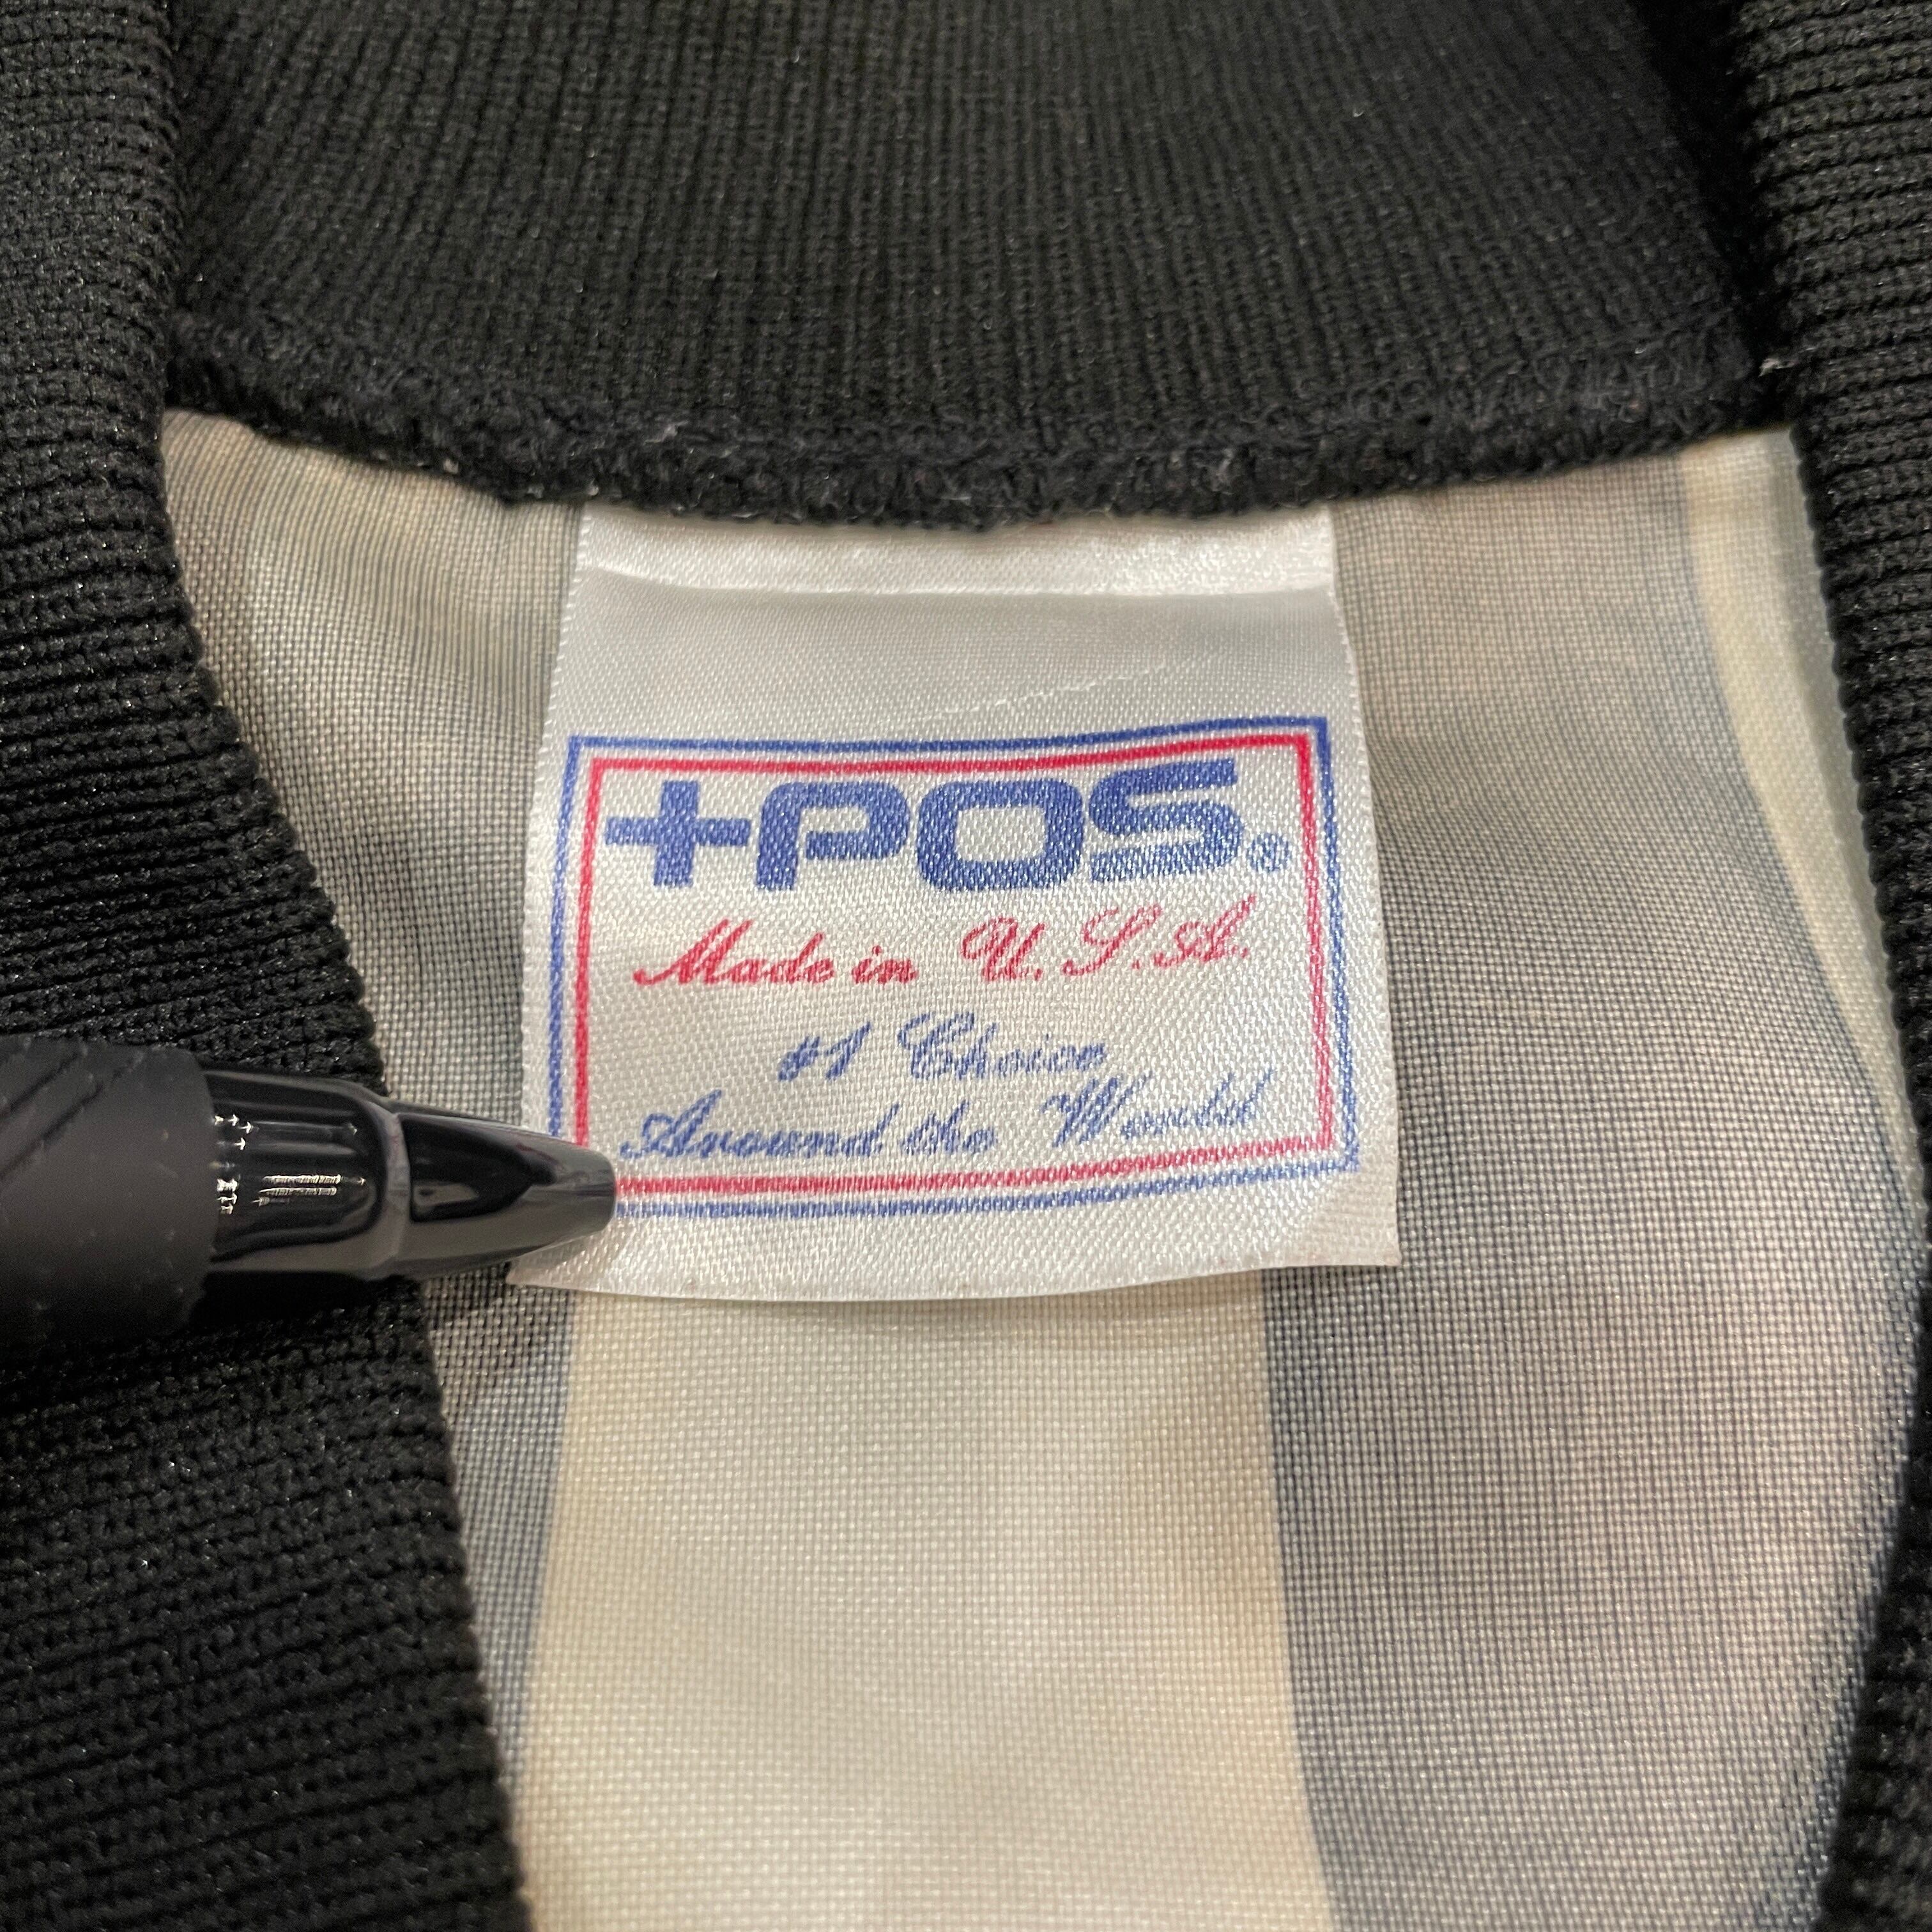 +POS®
Made in U.S.A.
#1 Choice
Around the World